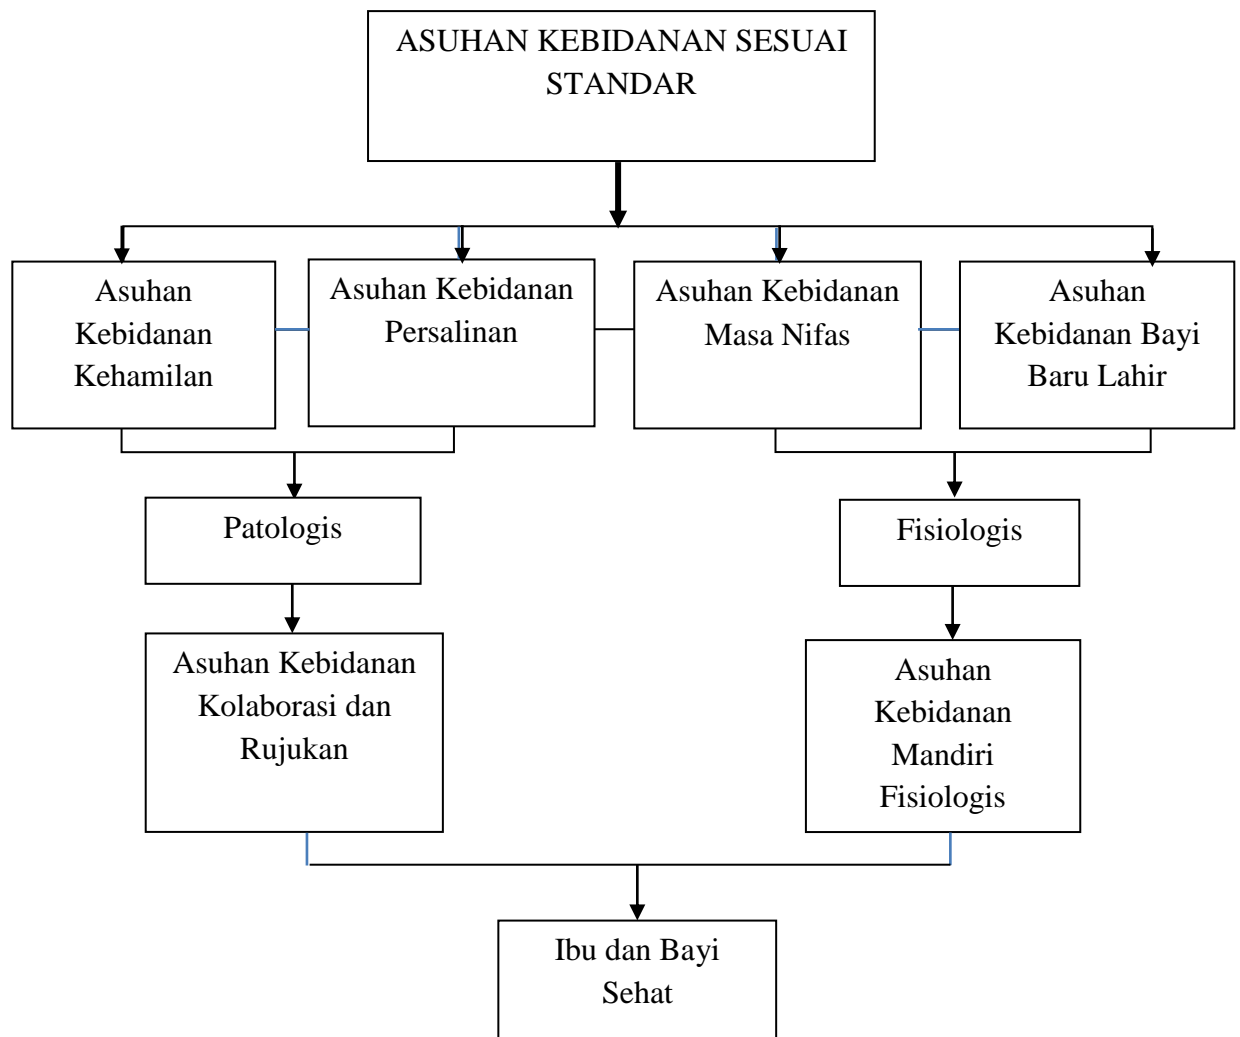 ASUHAN KEBIDANAN SESUAI
STANDAR
Asuhan
Kebidanan
Kehamilan
Asuhan Kebidanan
Persalinan
Asuhan Kebidanan
Masa Nifas
Asuhan
Kebidanan Bayi
Baru Lahir
Patologis
Fisiologis
Asuhan Kebidanan
Kolaborasi dan
Rujukan
Asuhan
Kebidanan
Mandiri
Fisiologis
Ibu dan Bayi
Sehat